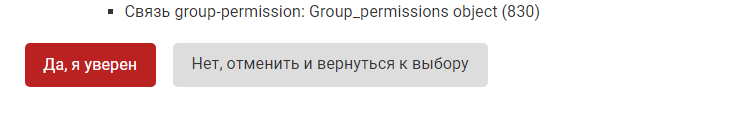 Связь group-permission: Group_permissions object (830)
Да, я уверен
Нет, отменить и вернуться к выбору